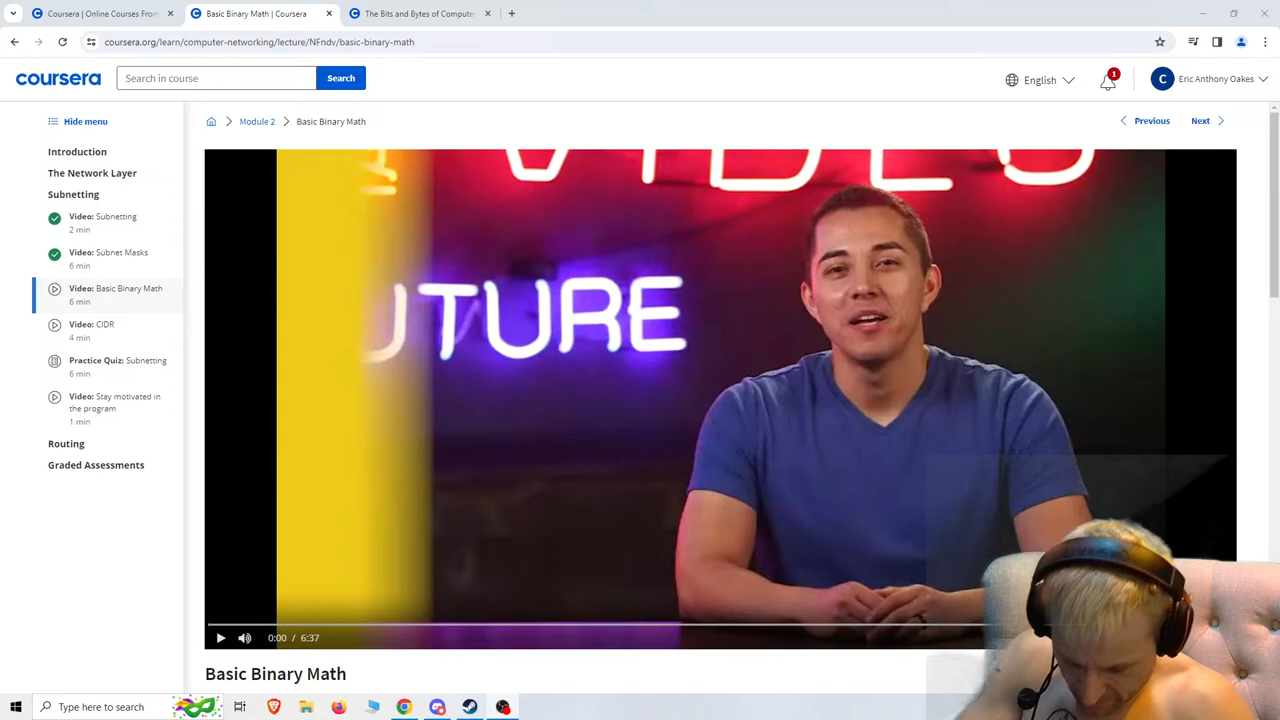 Coursera | Online Courses From
Basic Binary Math | Coursera
The Bits and Bytes of Compute
coursera.org/learn/computer-networking/lecture/NFndv/basic-binary-math
coursera
Search in course
Search
English
1
C
Eric Anthony Oakes
Hide menu
Module 2
Basic Binary Math
Previous
Next
Introduction
The Network Layer
Subnetting
Video: Subnetting
2 min
Video: Subnet Masks
6 min
Video: Basic Binary Math
6 min
Video: CIDR
4 min
Practice Quiz: Subnetting
6 min
Video: Stay motivated in
the program
1 min
Routing
Graded Assessments
UTURE
0:00 / 6:37
Basic Binary Math
Type here to search